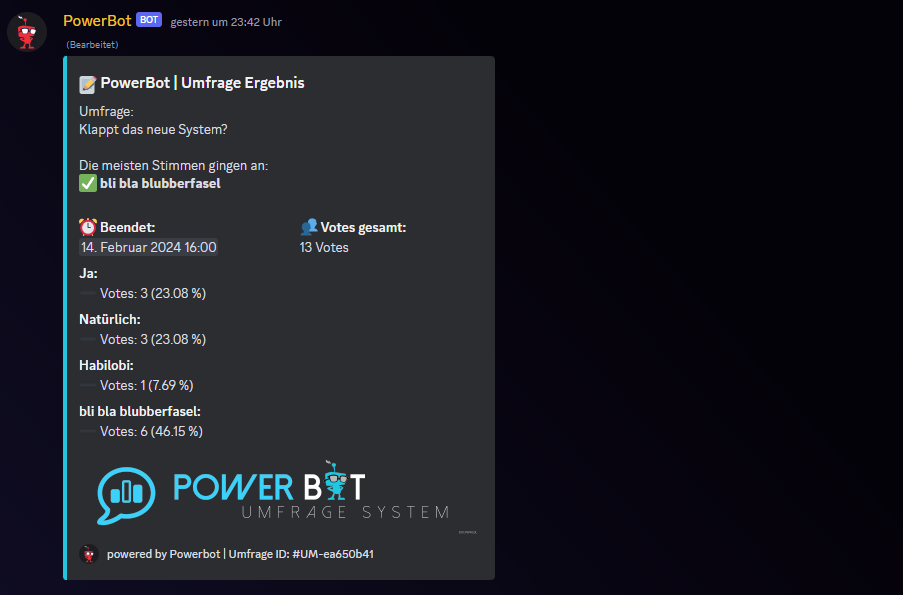 PowerBot BOT gestern um 23:42 Uhr
(Bearbeitet)
PowerBot | Umfrage Ergebnis
Umfrage:
Klappt das neue System?
Die meisten Stimmen gingen an:
bli bla blubberfasel
Beendet:
14. Februar 2024 16:00
Votes gesamt:
13 Votes
Ja:
Votes: 3 (23.08 %)
Natürlich:
Votes: 3 (23.08 %)
Habilobi:
Votes: 1 (7.69 %)
bli bla blubberfasel:
Votes: 6 (46.15 %)
POWER BOT
UMFRAGE SYSTEM
powered by Powerbot | Umfrage ID: #UM-ea650b41